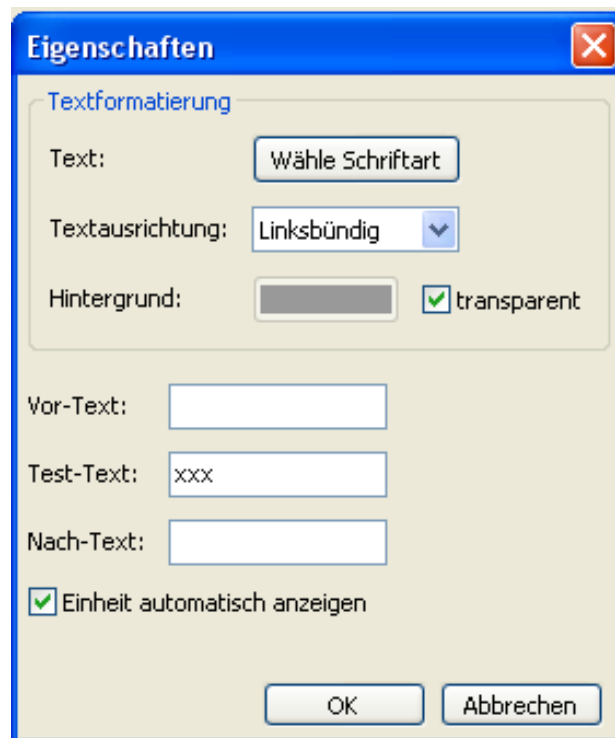 Eigenschaften
Textformatierung
Text: Wähle Schriftart
Textausrichtung: Linksbündig
Hintergrund: transparent
Vor-Text:
Test-Text: xxx
Nach-Text:
Einheit automatisch anzeigen
OK Abbrechen